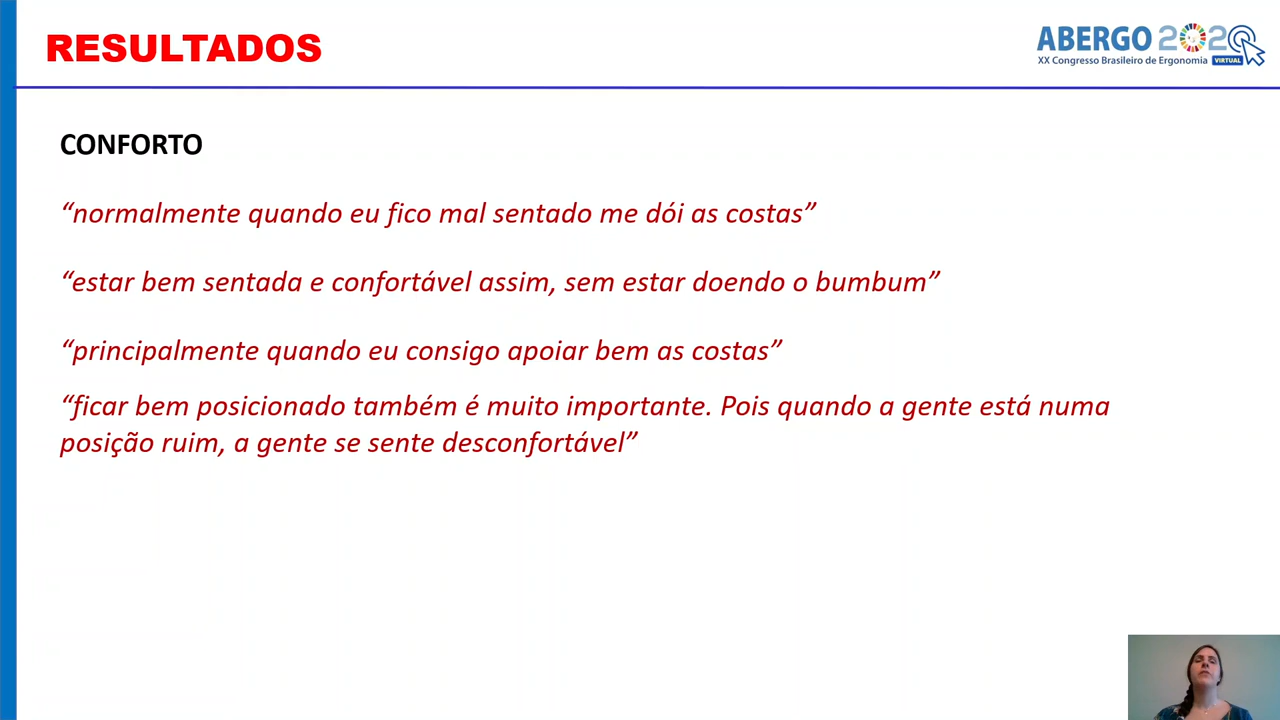 RESULTADOS
ABERGO 2020
XX Congresso Brasileiro de Ergonomia VIRTUAL
CONFORTO
“normalmente quando eu fico mal sentado me dói as costas”
“estar bem sentada e confortável assim, sem estar doendo o bumbum”
“principalmente quando eu consigo apoiar bem as costas”
“ficar bem posicionado também é muito importante. Pois quando a gente está numa
posição ruim, a gente se sente desconfortável”